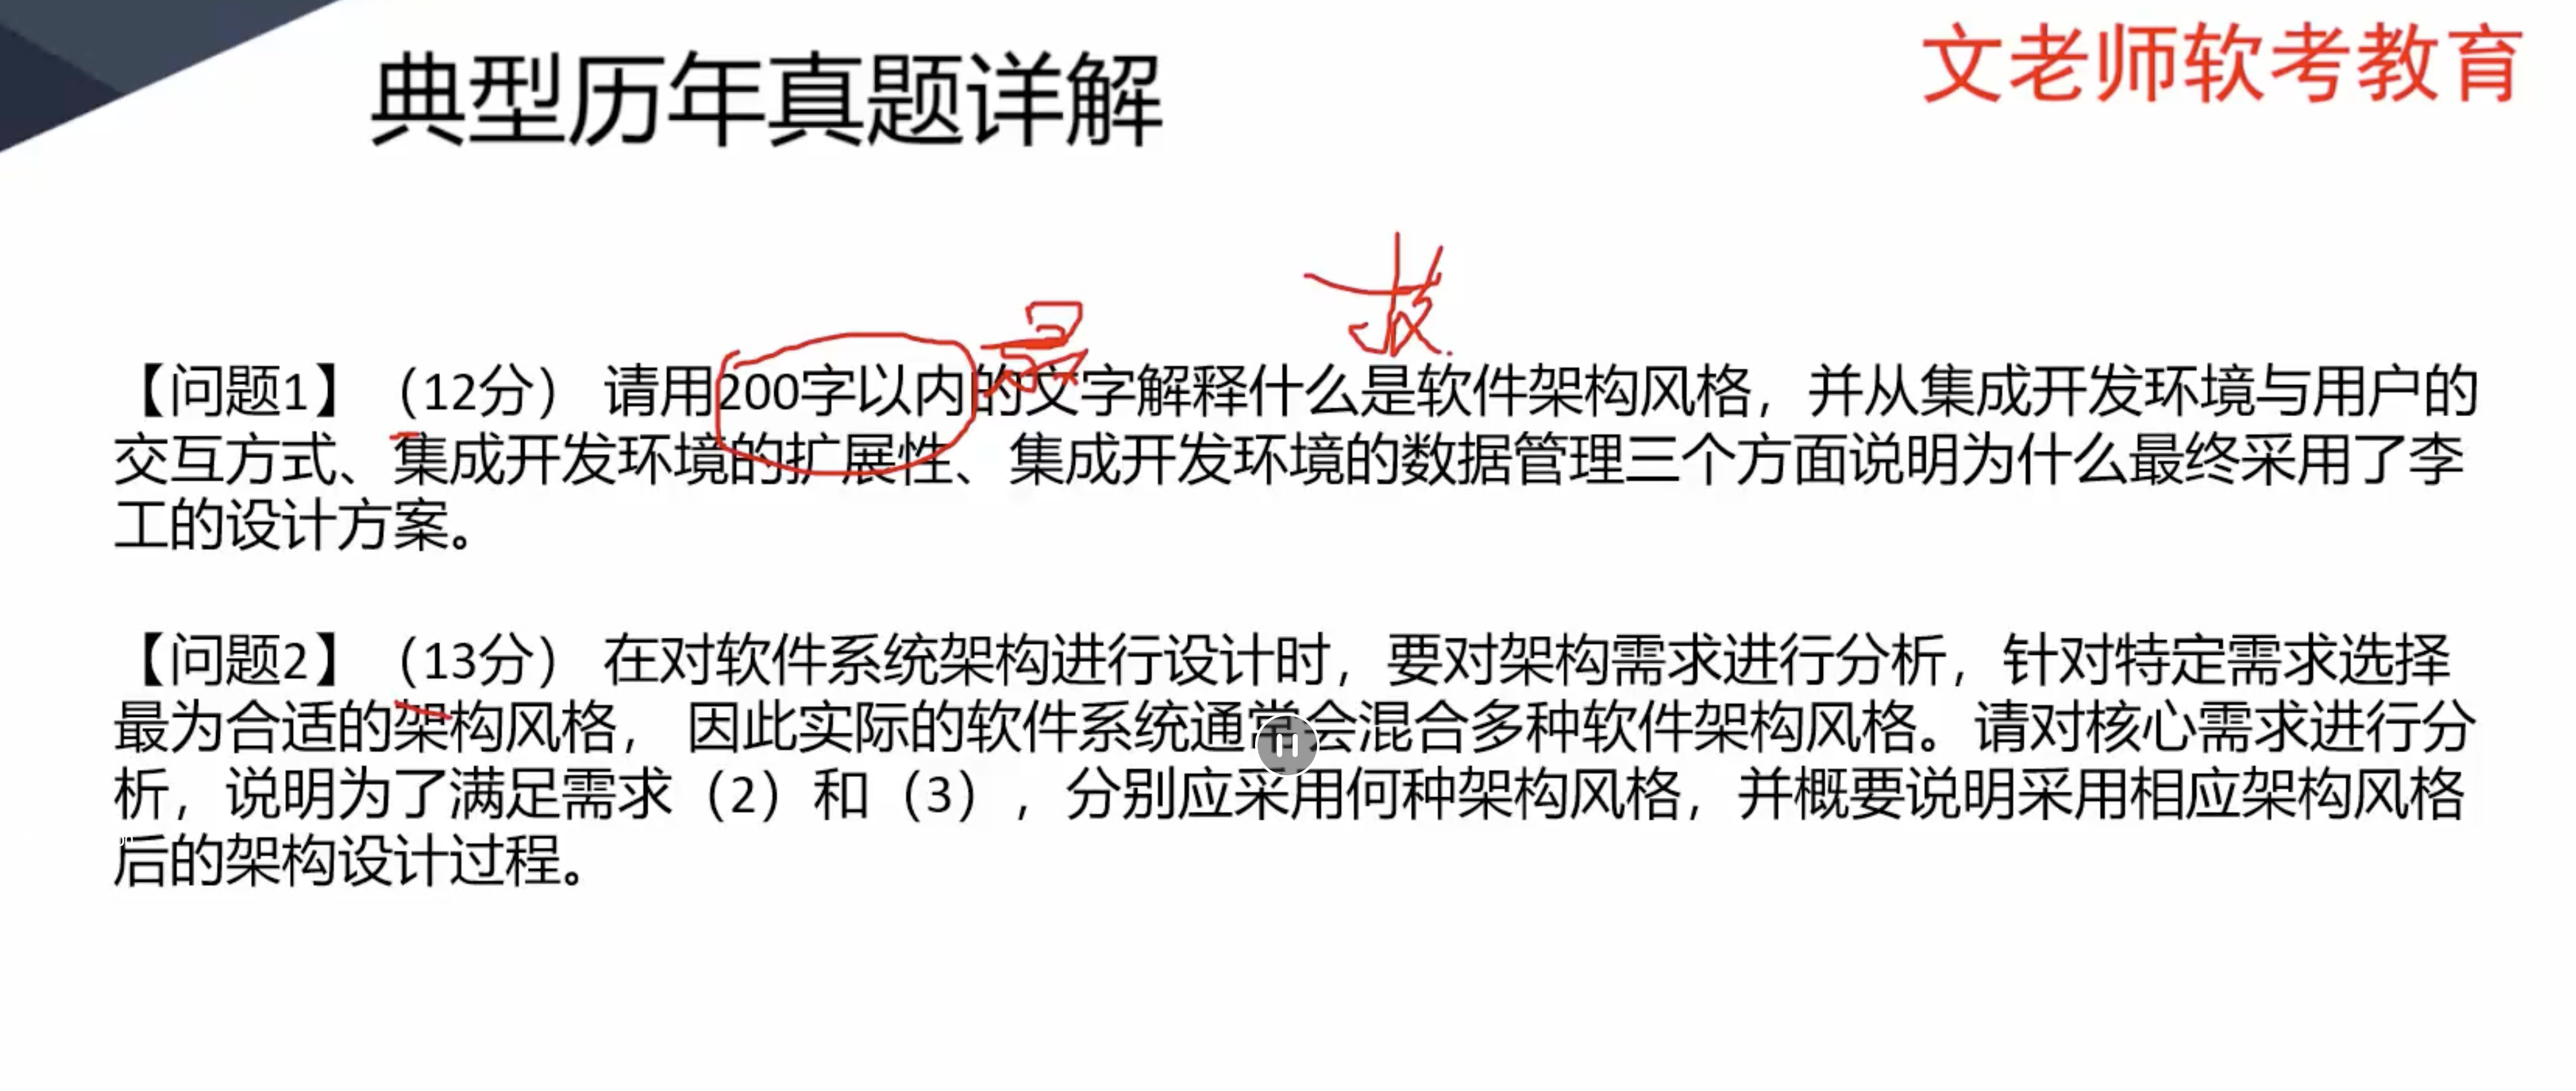 典型历年真题详解
文老师软考教育
【问题1】（12分） 请用200字以内的文字解释什么是软件架构风格，并从集成开发环境与用户的
交互方式、集成开发环境的扩展性、集成开发环境的数据管理三个方面说明为什么最终采用了李
工的设计方案。
【问题2】（13分） 在对软件系统架构进行设计时，要对架构需求进行分析，针对特定需求选择
最为合适的架构风格， 因此实际的软件系统通常会混合多种软件架构风格。请对核心需求进行分
析，说明为了满足需求（2）和（3），分别应采用何种架构风格，并概要说明采用相应架构风格
后的架构设计过程。